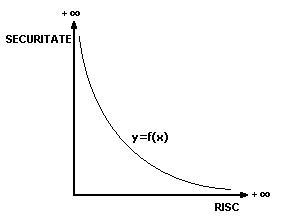 + ∞
SECURITATE
y=f(x)
+ ∞
RISC